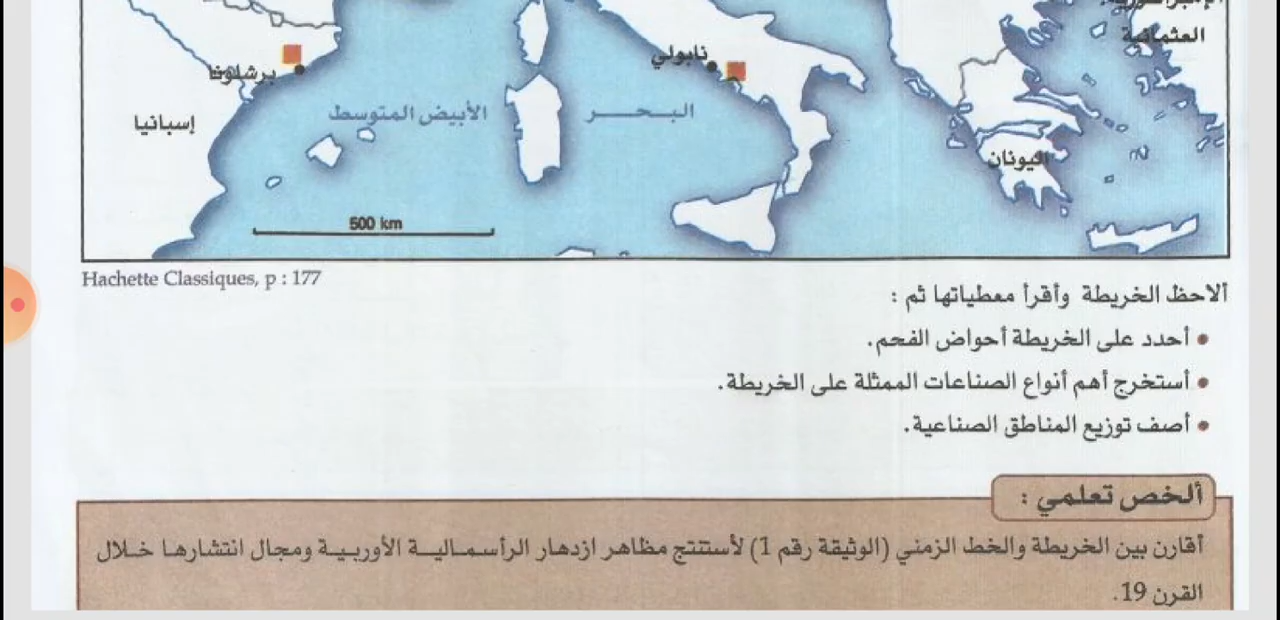 العثمانية
نابولي
برشلونة
البحـــر
الأبيض المتوسط
إسبانيا
اليونان
500 km
Hachette Classiques, p : 177
ألاحظ الخريطة وأقرأ معطياتها ثم :
• أحدد على الخريطة أحواض الفحم.
• أستخرج أهم أنواع الصناعات الممثلة على الخريطة.
• أصف توزيع المناطق الصناعية.
ألخص تعلمي :
أقارن بين الخريطة والخط الزمني (الوثيقة رقم 1) لأستنتج مظاهر ازدهار الرأسمالية الأوربية ومجال انتشارها خلال
القرن 19.